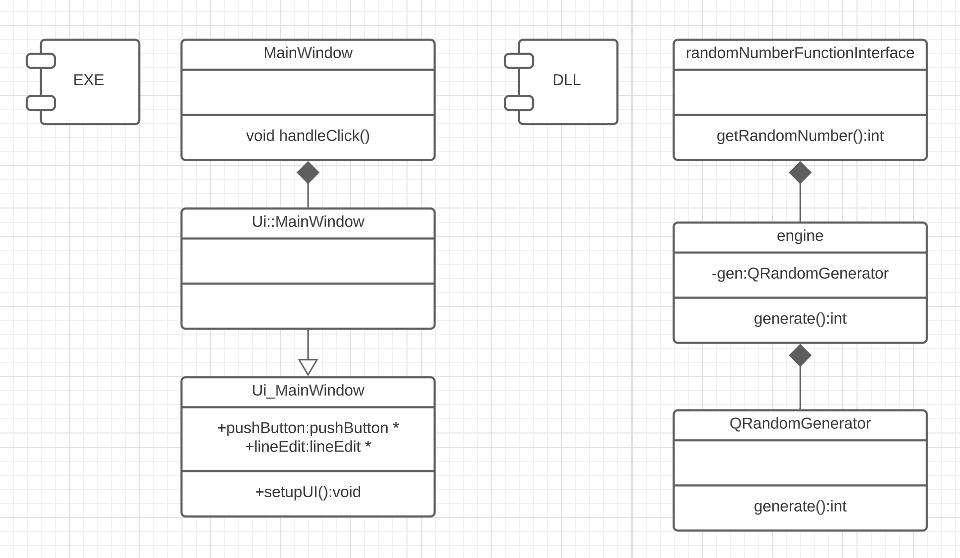 EXE
MainWindow
void handleClick()
Ui::MainWindow
Ui_MainWindow
+pushButton:pushButton *
+lineEdit:lineEdit *
+setupUI():void
DLL
randomNumberFunctionInterface
getRandomNumber():int
engine
-gen:QRandomGenerator
generate():int
QRandomGenerator
generate():int